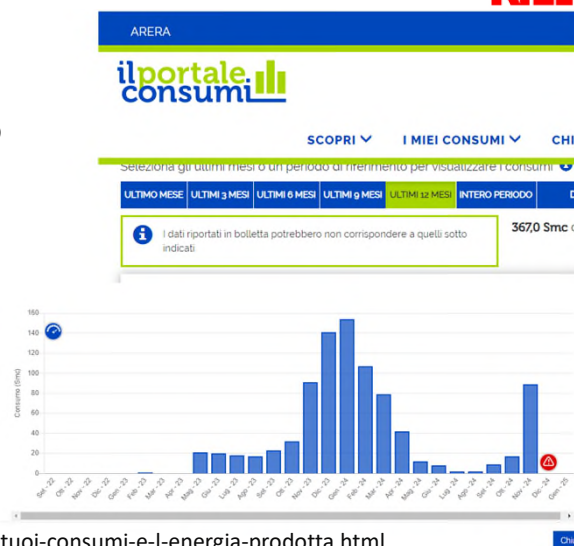 ARERA
ilportale
consumi
SCOPRI
I MIEI CONSUMI
CHI
Seleziona gli ultimi mesi o un periodo di riferimento per visualizzare i consumi
ULTIMO MESE
ULTIMI 3 MESI
ULTIMI 6 MESI
ULTIMI 9 MESI
ULTIMI 12 MESI
INTERO PERIODO
D
I dati riportati in bolletta potrebbero non corrispondere a quelli sotto
indicati
367,0 Smc
160
140
120
100
80
60
40
20
0
Consumo (Smc)
Set - 22
Ott - 22
Nov - 22
Dic - 22
Gen - 23
Feb - 23
Mar - 23
Apr - 23
Mag - 23
Giu - 23
Lug - 23
Ago - 23
Set - 23
Ott - 23
Nov - 23
Dic - 23
Gen - 24
Feb - 24
Mar - 24
Apr - 24
Mag - 24
Giu - 24
Lug - 24
Ago - 24
Set - 24
Ott - 24
Nov - 24
Dic - 24
Gen - 25
tuoi-consumi-e-l-energia-prodotta.html
Chi